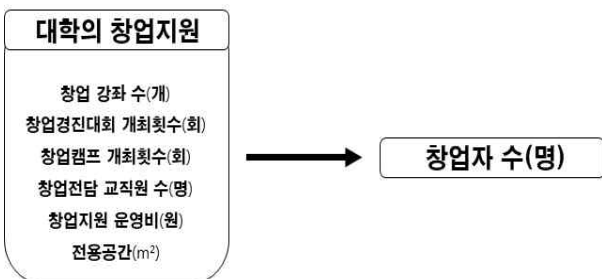 대학의 창업지원
창업 강좌 수(개)
창업경진대회 개최횟수(회)
창업캠프 개최횟수(회)
창업전담 교직원 수(명)
창업지원 운영비(원)
전용공간(m²)
창업자 수(명)